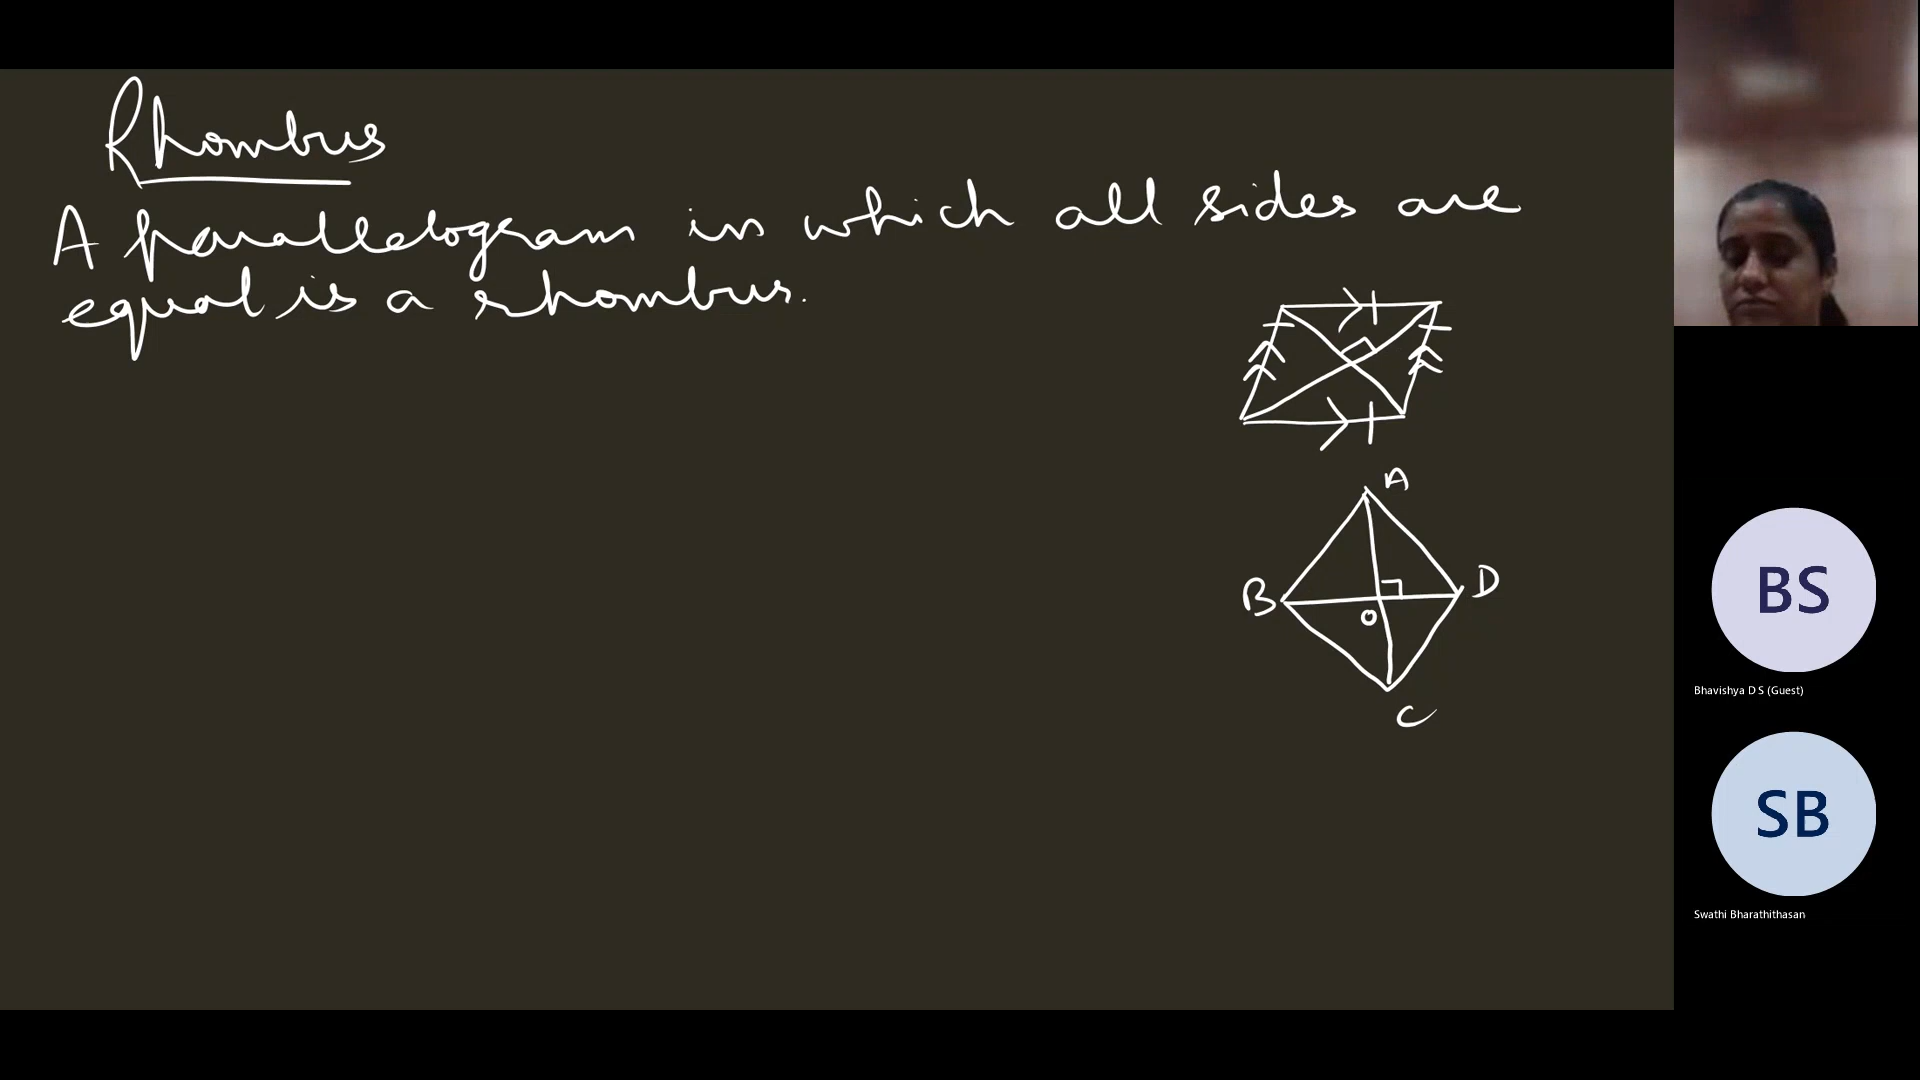 Rhombus
A parallelogram in which all sides are
equal is a rhombus.
A
B
D
O
C
BS
Bhavishya D S (Guest)
SB
Swathi Bharathithasan